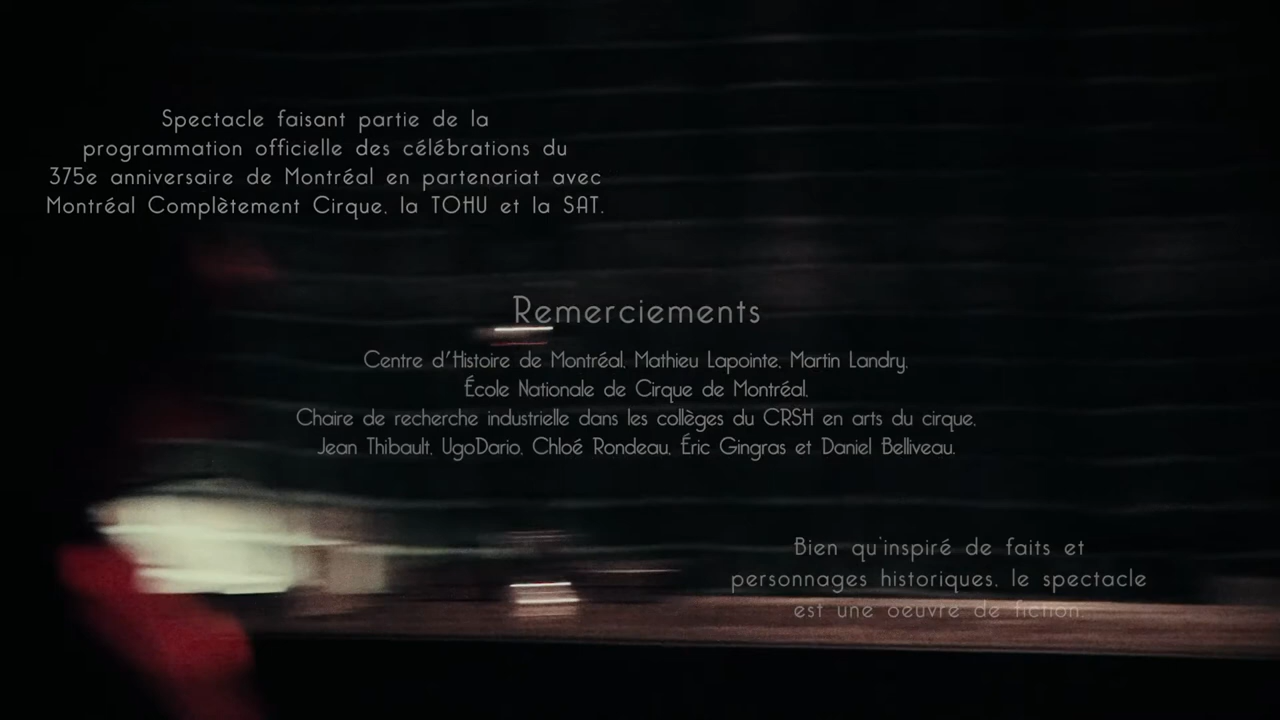 Spectacle faisant partie de la
programmation officielle des célébrations du
375e anniversaire de Montréal en partenariat avec
Montréal Complètement Cirque, la TOHU et la SAT.
Remerciements
Centre d'Histoire de Montréal, Mathieu Lapointe, Martin Landry,
École Nationale de Cirque de Montréal,
Chaire de recherche industrielle dans les collèges du CRSH en arts du cirque,
Jean Thibault, UgoDario, Chloé Rondeau, Éric Gingras et Daniel Belliveau.
Bien qu'inspiré de faits et
personnages historiques, le spectacle
est une oeuvre de fiction.